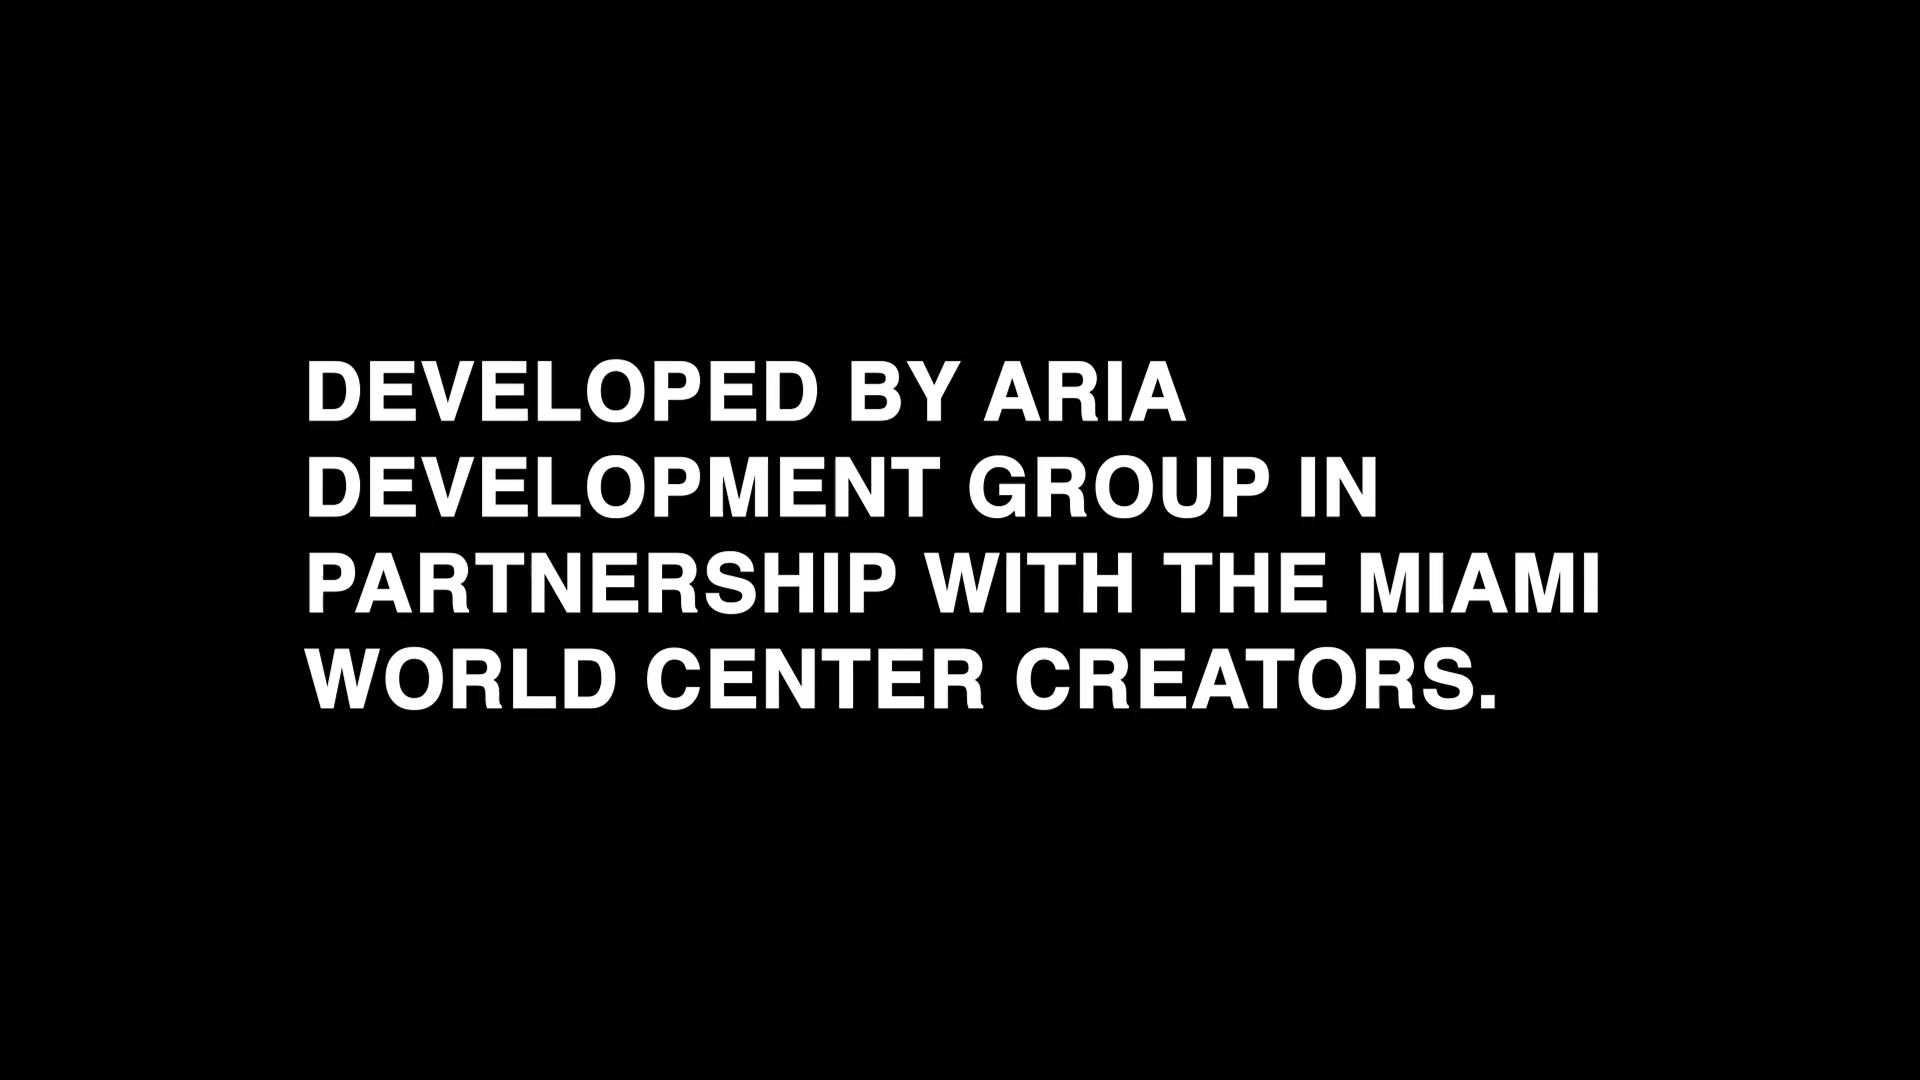 DEVELOPED BY ARIA
DEVELOPMENT GROUP IN
PARTNERSHIP WITH THE MIAMI
WORLD CENTER CREATORS.